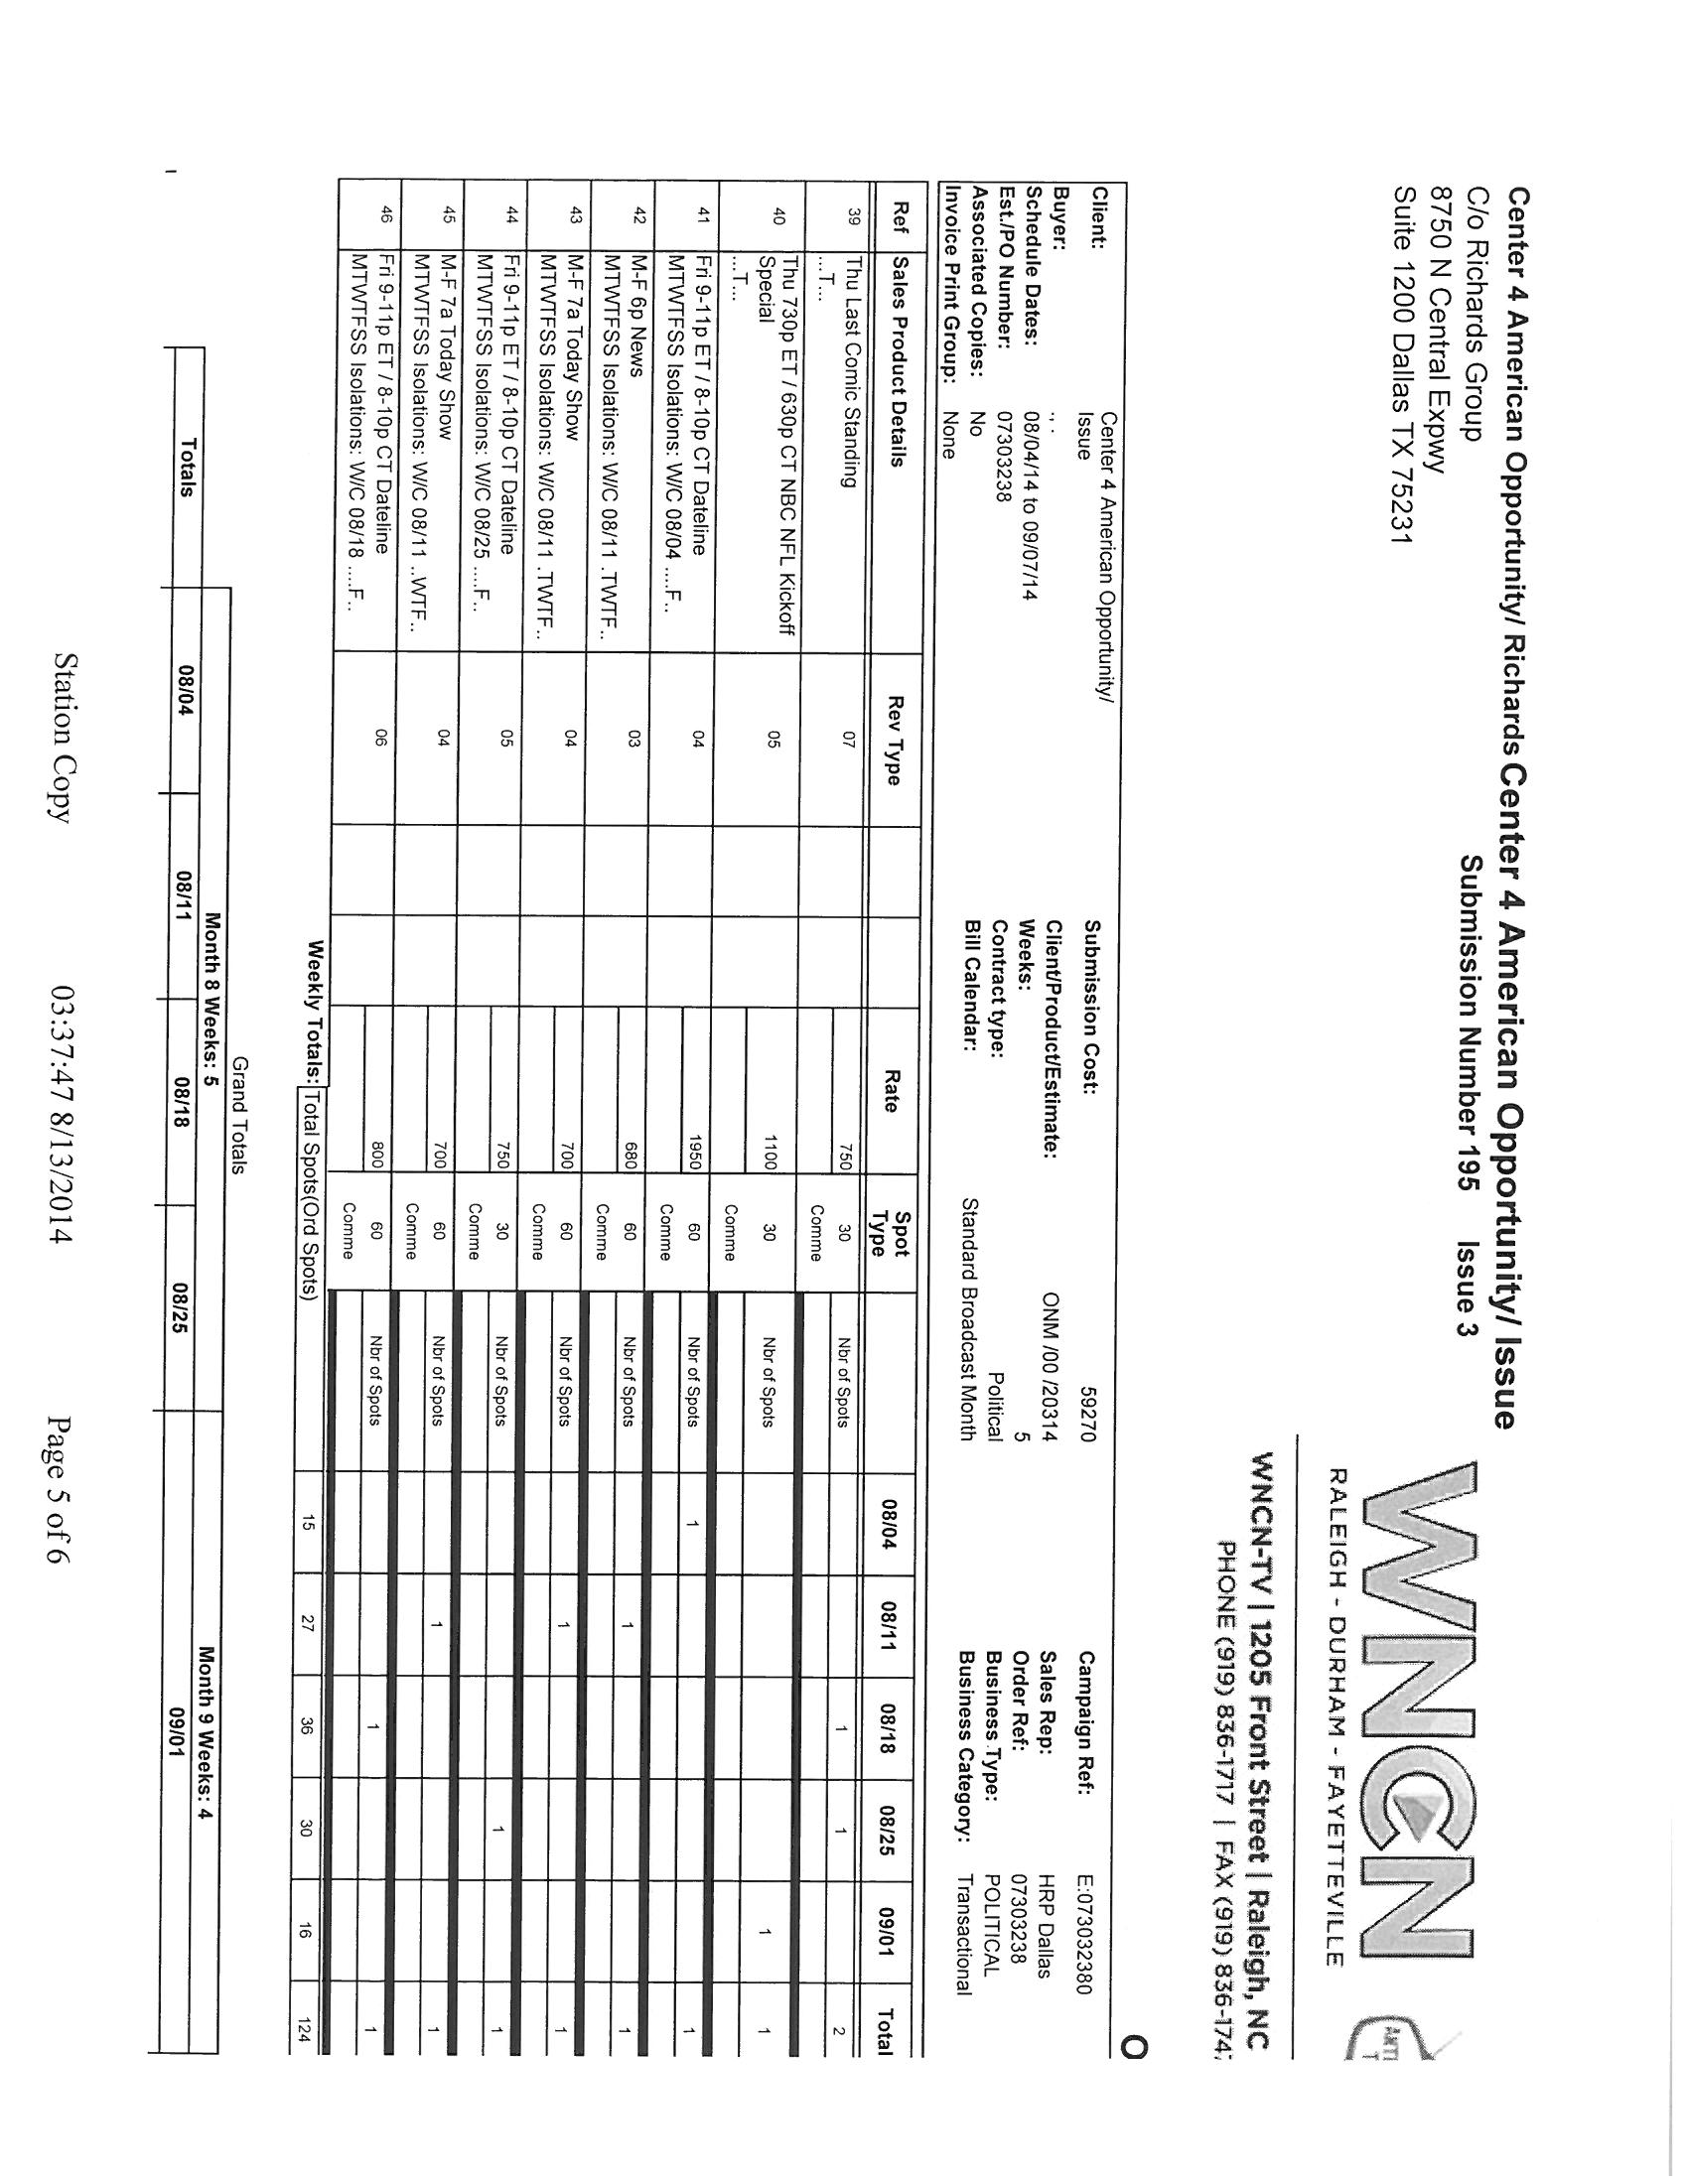 Center 4 American Opportunity/ Richards Center 4 American Opportunity/ Issue
C/o Richards Group
8750 N Central Expwy
Suite 1200 Dallas TX 75231
Submission Number 195 Issue 3
WNCN
RALEIGH - DURHAM - FAYETTEVILLE
WNCN-TV | 1205 Front Street | Raleigh, NC
PHONE (919) 836-1717 | FAX (919) 836-174
O
Client: Center 4 American Opportunity/
Issue
Buyer: ., .
Schedule Dates: 08/04/14 to 09/07/14
Est./PO Number: 07303238
Associated Copies: No
Invoice Print Group: None
Submission Cost: 59270
Client/Product/Estimate: ONM /00 /20314
Weeks: 5
Contract type: Political
Bill Calendar: Standard Broadcast Month
Campaign Ref: E:073032380
Sales Rep: HRP Dallas
Order Ref: 07303238
Business Type: POLITICAL
Business Category: Transactional
Ref Sales Product Details Rev Type Rate Spot Type 08/04 08/11 08/18 08/25 09/01 Total
39 Thu Last Comic Standing 07 750 30 Nbr of Spots 1 1 2
...T... Comme
40 Thu 730p ET / 630p CT NBC NFL Kickoff 05 1100 30 Nbr of Spots 1 1
Special
...T... Comme
41 Fri 9-11p ET / 8-10p CT Dateline 04 1950 60 Nbr of Spots 1 1
MTWTFSS Isolations: W/C 08/04 ....F.. Comme
42 M-F 6p News 03 680 60 Nbr of Spots 1 1
MTWTFSS Isolations: W/C 08/11 .TWTF.. Comme
43 M-F 7a Today Show 04 700 60 Nbr of Spots 1 1
MTWTFSS Isolations: W/C 08/11 .TWTF.. Comme
44 Fri 9-11p ET / 8-10p CT Dateline 05 750 30 Nbr of Spots 1 1
MTWTFSS Isolations: W/C 08/25 ....F.. Comme
45 M-F 7a Today Show 04 700 60 Nbr of Spots 1 1
MTWTFSS Isolations: W/C 08/11 ..WTF.. Comme
46 Fri 9-11p ET / 8-10p CT Dateline 06 800 60 Nbr of Spots 1 1
MTWTFSS Isolations: W/C 08/18 ....F.. Comme
Weekly Totals: Total Spots(Ord Spots) 15 27 36 30 16 124
Grand Totals
Month 8 Weeks: 5 Month 9 Weeks: 4
Totals 08/04 08/11 08/18 08/25 09/01
Station Copy 03:37:47 8/13/2014 Page 5 of 6